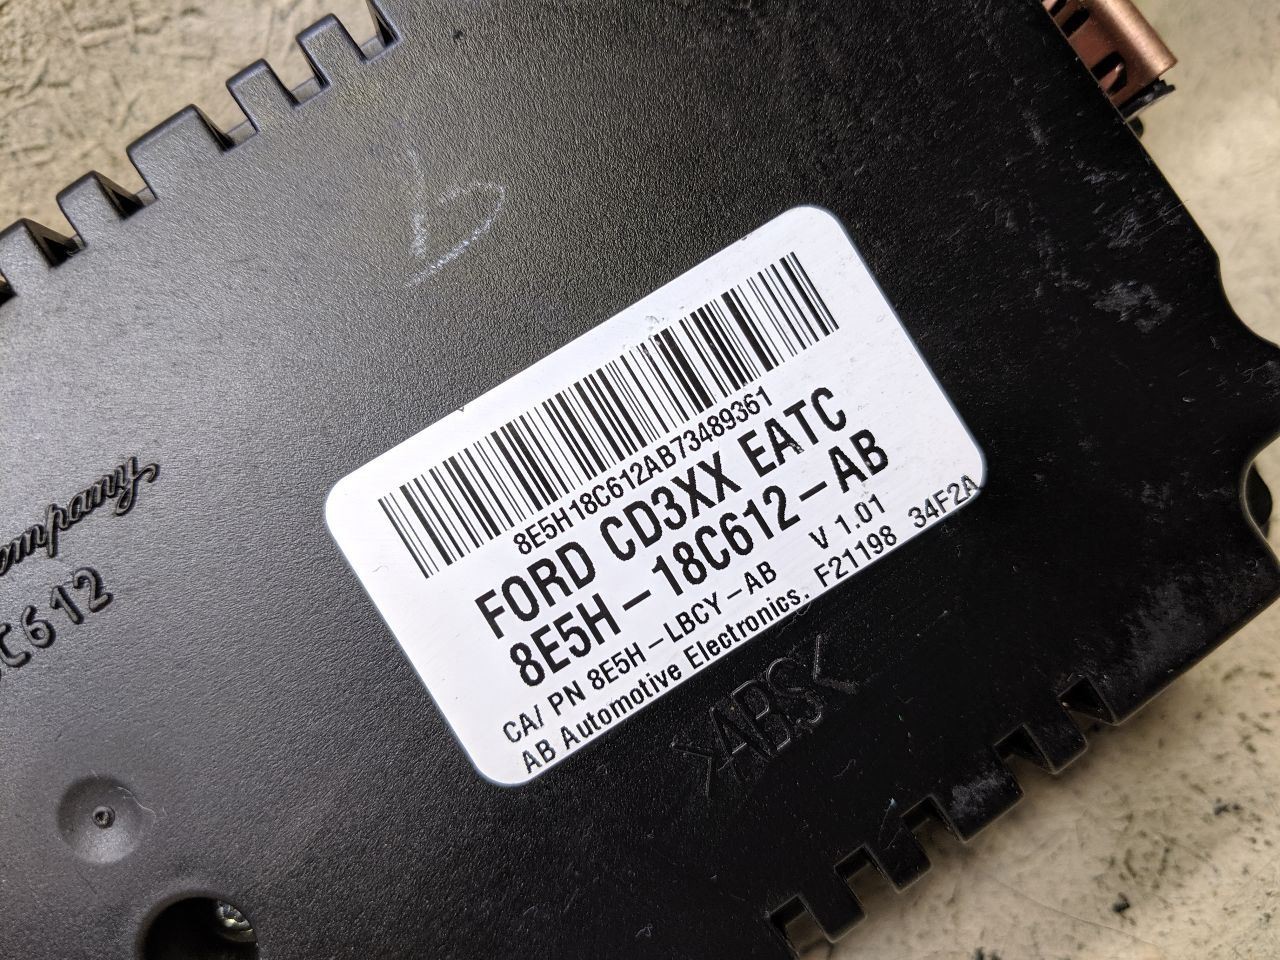 8E5H18C612AB73489361
FORD CD3XX EATC
8E5H-18C612-AB
CA/ PN 8E5H-LBCY-AB V 1.01
AB Automotive Electronics. F21198 34F2A
>ABS<
C612